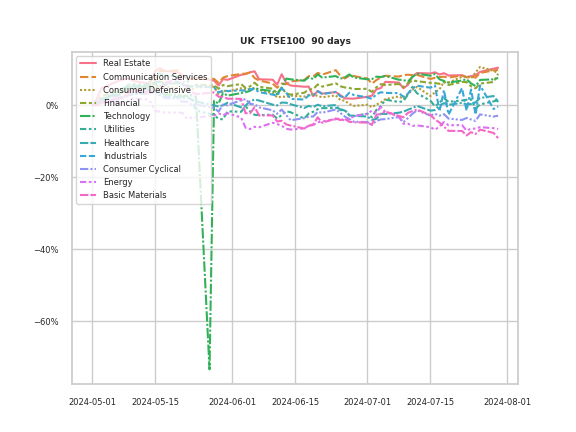 UK FTSE100 90 days
Real Estate
Communication Services
Consumer Defensive
Financial
Technology
Utilities
Healthcare
Industrials
Consumer Cyclical
Energy
Basic Materials
0%
−20%
−40%
−60%
2024-05-01 2024-05-15 2024-06-01 2024-06-15 2024-07-01 2024-07-15 2024-08-01